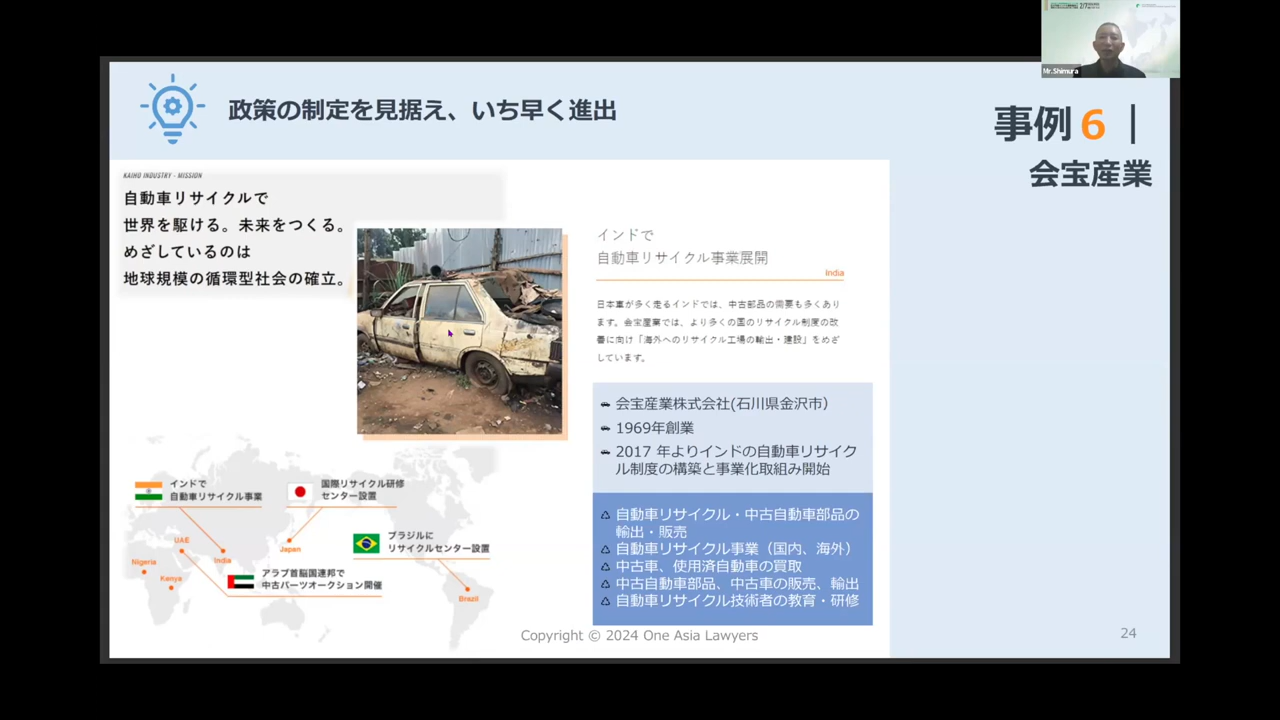 Mr.Shimura
政策の制定を見据え、いち早く進出
事例6｜
会宝産業
KAIHO INDUSTRY - MISSION
自動車リサイクルで
世界を駆ける。未来をつくる。
めざしているのは
地球規模の循環型社会の確立。
インドで
自動車リサイクル事業展開
India
日本車が多く走るインドでは、中古部品の需要も多くあり
ます。会宝産業では、より多くの国のリサイクル制度の改
善に向け「海外へのリサイクル工場の輸出・建設」をめざ
しています。
会宝産業株式会社(石川県金沢市）
1969年創業
2017 年よりインドの自動車リサイク
ル制度の構築と事業化取組み開始
自動車リサイクル・中古自動車部品の
輸出・販売
自動車リサイクル事業（国内、海外）
中古車、使用済自動車の買取
中古自動車部品、中古車の販売、輸出
自動車リサイクル技術者の教育・研修
インドで
自動車リサイクル事業
国際リサイクル研修
センター設置
ブラジルに
リサイクルセンター設置
アラブ首脳国連邦で
中古パーツオークション開催
UAE
India
Japan
Nigeria
Kenya
Brazil
Copyright © 2024 One Asia Lawyers
24